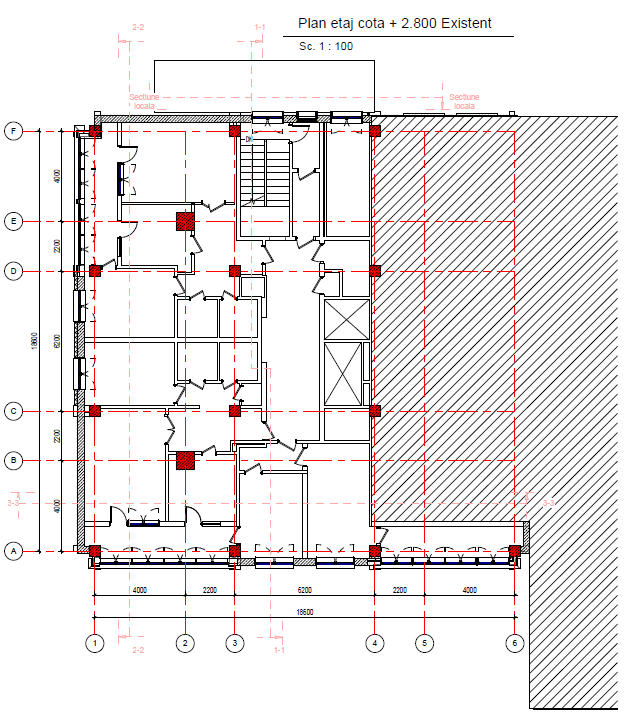 Plan etaj cota + 2.800 Existent
Sc. 1 : 100
2-2
1-1
Sectiune
locala
Sectiune
locala
F
E
D
C
B
A
4000
2200
6200
2200
4000
18600
3-3
3-3
4000
2200
6200
2200
4000
18600
1
2
3
4
5
6
2-2
1-1